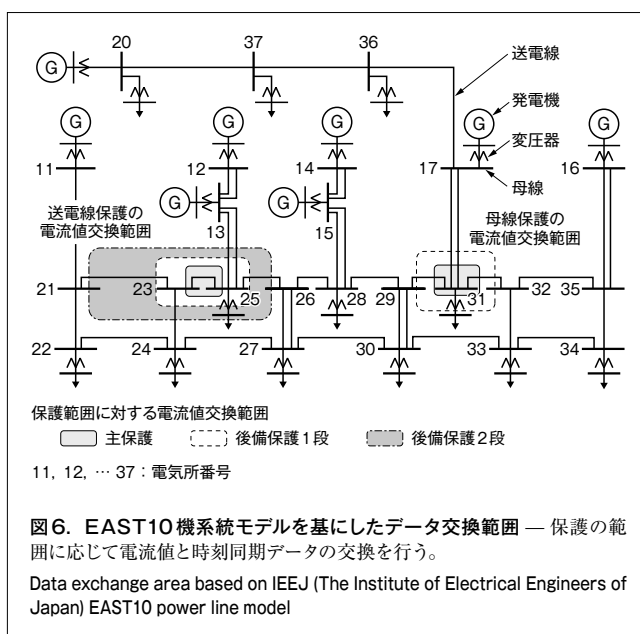 20
37
36
送電線
G
発電機
G
G
G
G
G
変圧器
11
12
14
17
16
母線
送電線保護の
電流値交換範囲
G
13
G
15
母線保護の
電流値交換範囲
21
23
25
26
28
29
31
32
35
22
24
27
30
33
34
保護範囲に対する電流値交換範囲
主保護
後備保護1段
後備保護2段
11, 12, … 37:電気所番号
図6. EAST10機系統モデルを基にしたデータ交換範囲 — 保護の範
囲に応じて電流値と時刻同期データの交換を行う。
Data exchange area based on IEEJ (The Institute of Electrical Engineers of
Japan) EAST10 power line model